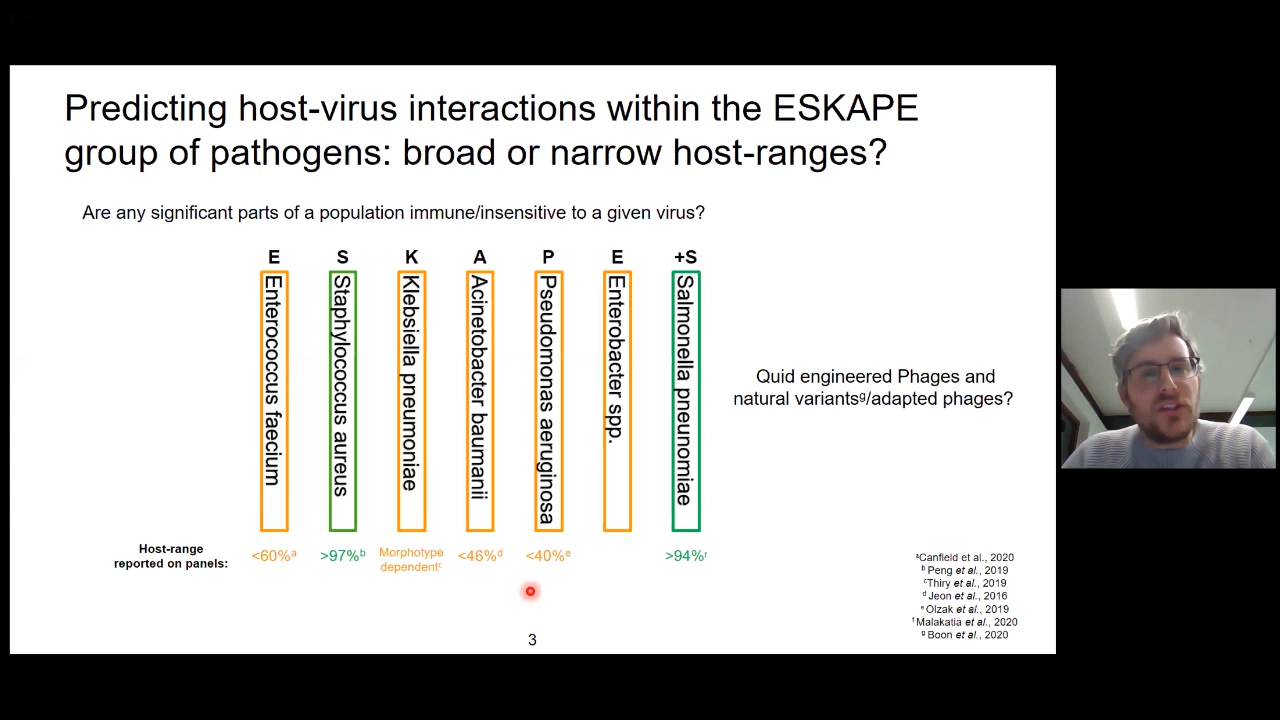 Predicting host-virus interactions within the ESKAPE
group of pathogens: broad or narrow host-ranges?
Are any significant parts of a population immune/insensitive to a given virus?
E S K A P E +S
Enterococcus faecium
Staphylococcus aureus
Klebsiella pneumoniae
Acinetobacter baumanii
Pseudomonas aeruginosa
Enterobacter spp.
Salmonella pneunomiae
Quid engineered Phages and
natural variantsᵍ/adapted phages?
Host-range
reported on panels:
<60%ᵃ
>97%ᵇ
Morphotype
dependentᶜ
<46%ᵈ
<40%ᵉ
>94%ᶠ
ᵃCanfield et al., 2020
ᵇ Peng et al., 2019
ᶜThiry et al., 2019
ᵈ Jeon et al., 2016
ᵉ Olzak et al., 2019
ᶠ Malakatia et al., 2020
ᵍ Boon et al., 2020
3